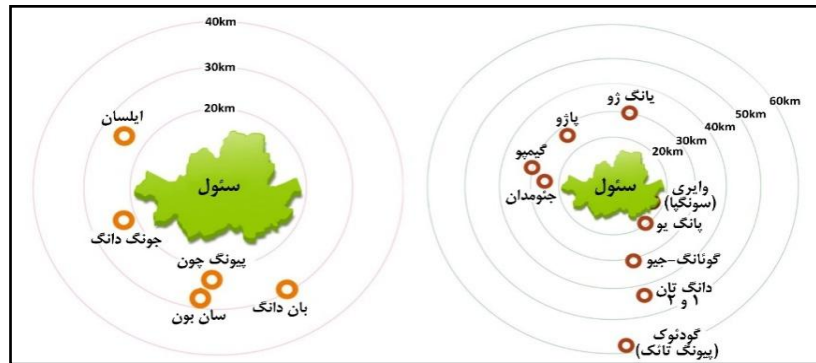 40km
30km
20km
ایلسان
سئول
جونگ دانگ
پیونگ چون
سان بون
بان دانگ
60km
50km
40km
30km
20km
یانگ ژو
پاژو
گیمپو
جئومدان
سئول
وایری
(سونگپا)
پانگ یو
گوئانگ-جیو
دانگ تان
۱ و ۲
گودئوک
(پیونگ تائک)